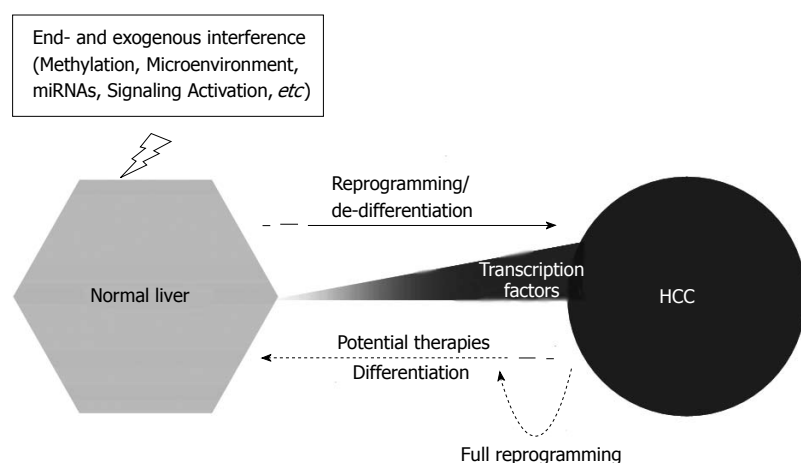 End- and exogenous interference
(Methylation, Microenvironment,
miRNAs, Signaling Activation, etc)
Reprogramming/
de-differentiation
Normal liver
Transcription
factors
HCC
Potential therapies
Differentiation
Full reprogramming